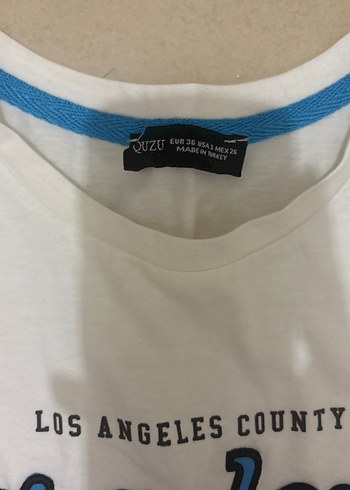 QUZU
EUR 36 USA S MEX 26
MADE IN TURKEY
LOS ANGELES COUNTY